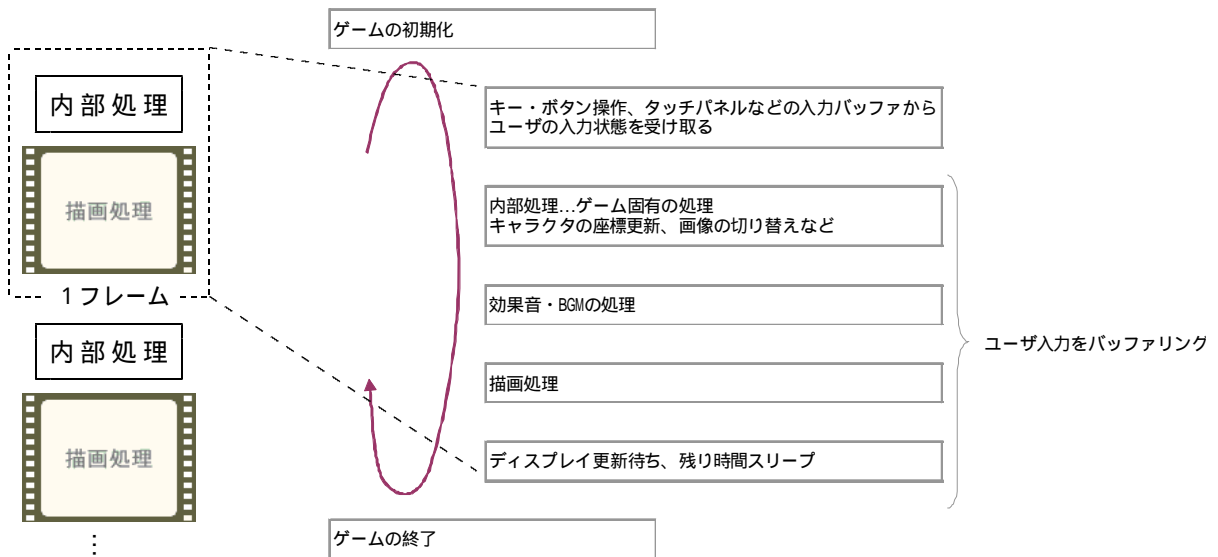 ゲームの初期化
内部処理
描画処理
1フレーム
内部処理
描画処理
⋮
キー・ボタン操作、タッチパネルなどの入力バッファから
ユーザの入力状態を受け取る
内部処理…ゲーム固有の処理
キャラクタの座標更新、画像の切り替えなど
効果音・BGMの処理
描画処理
ディスプレイ更新待ち、残り時間スリープ
ユーザ入力をバッファリング
ゲームの終了